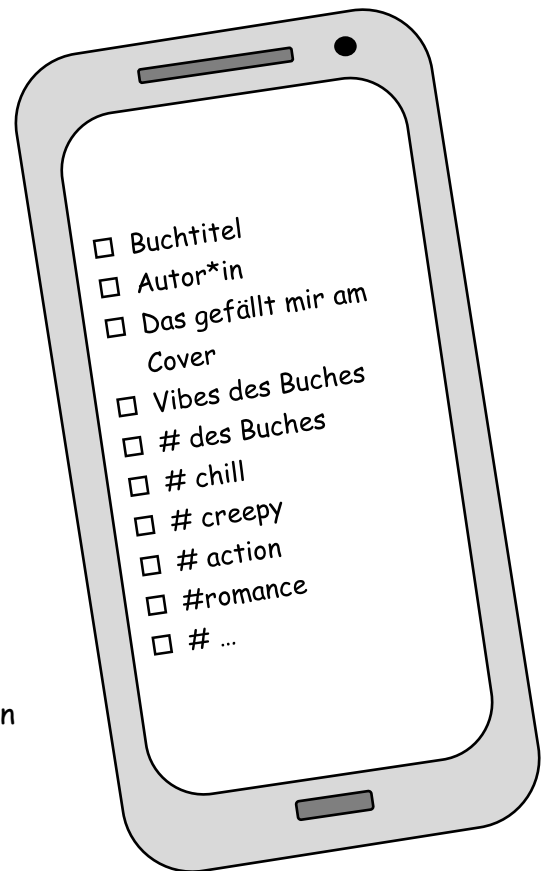 ☐ Buchtitel
☐ Autor*in
☐ Das gefällt mir am
Cover
☐ Vibes des Buches
☐ # des Buches
☐ # chill
☐ # creepy
☐ # action
☐ #romance
☐ # ...
n